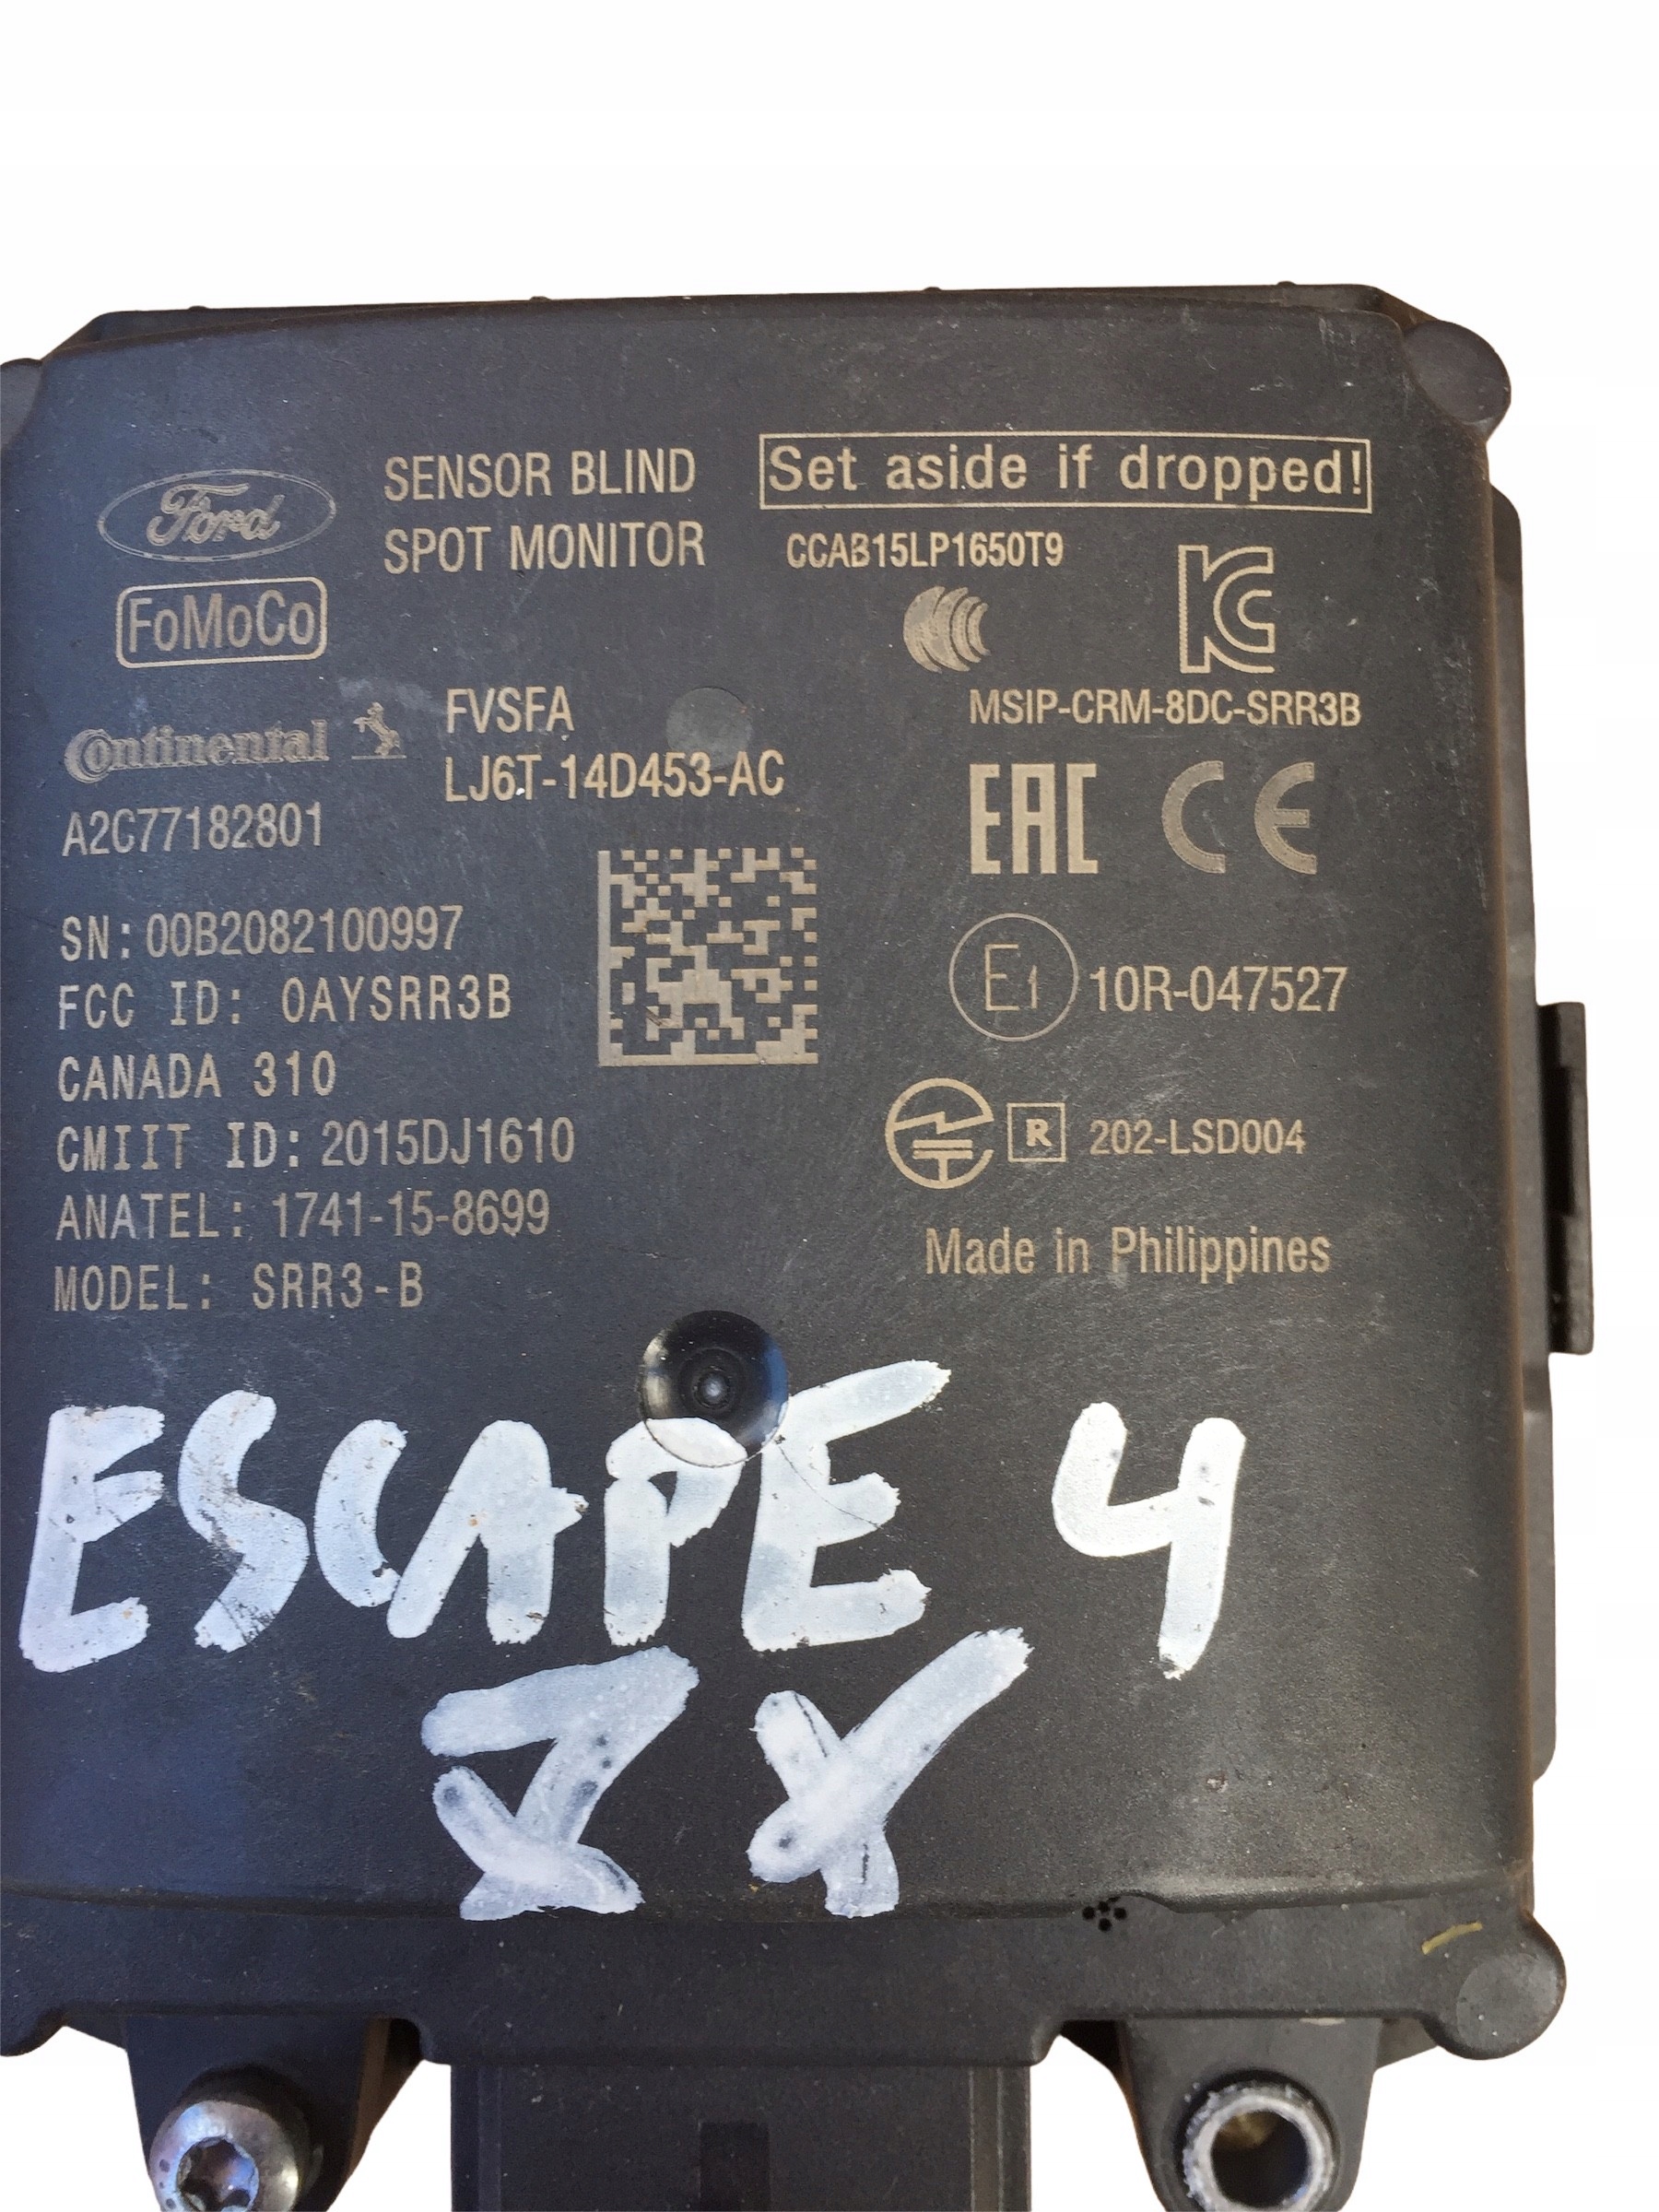 Ford
SENSOR BLIND
SPOT MONITOR
Set aside if dropped!
CCAB15LP1650T9
FoMoCo
Continental
FVSFA
LJ6T-14D453-AC
A2C77182801
MSIP-CRM-8DC-SRR3B
EAC CE
SN:00B2082100997
FCC ID: OAYSRR3B
CANADA 310
CMIIT ID:2015DJ1610
ANATEL: 1741-15-8699
MODEL: SRR3-B
E1 10R-047527
R 202-LSD004
Made in Philippines
ESCAPE 4